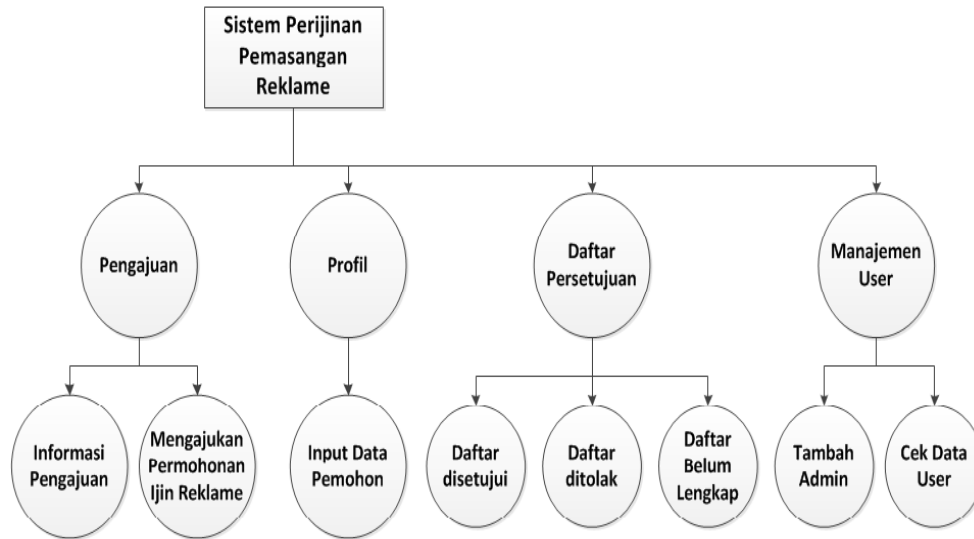 Sistem Perijinan
Pemasangan
Reklame
Pengajuan
Profil
Daftar
Persetujuan
Manajemen
User
Informasi
Pengajuan
Mengajukan
Permohonan
Ijin Reklame
Input Data
Pemohon
Daftar
disetujui
Daftar
ditolak
Daftar
Belum
Lengkap
Tambah
Admin
Cek Data
User